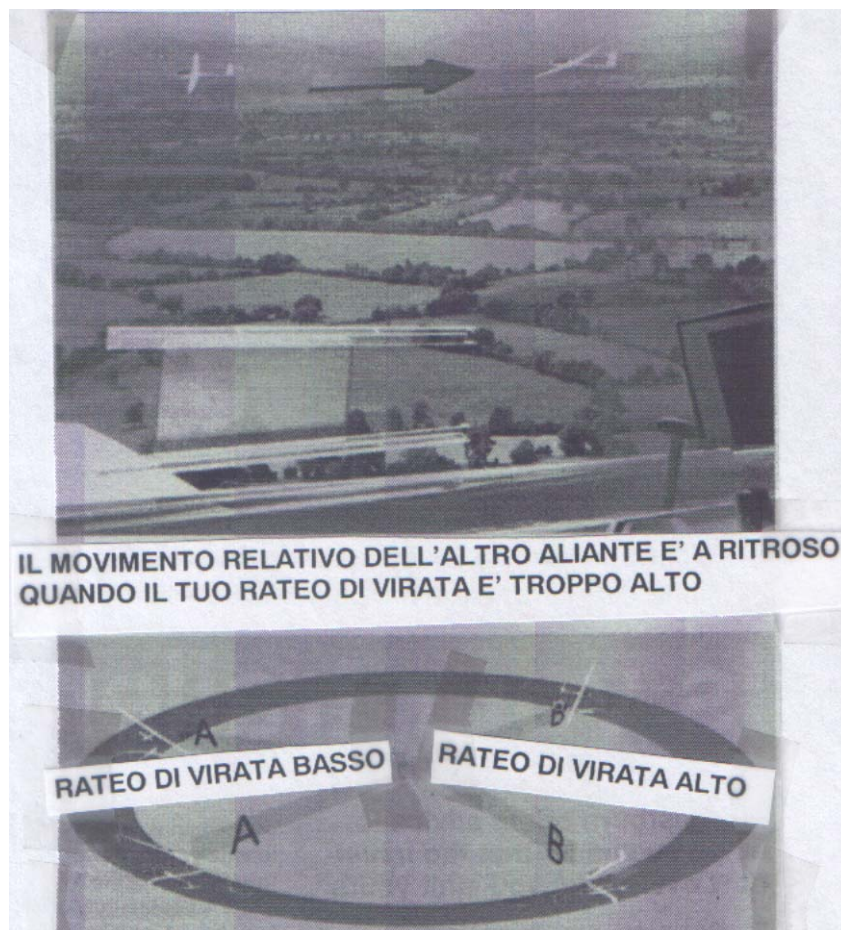 IL MOVIMENTO RELATIVO DELL'ALTRO ALIANTE E' A RITROSO
QUANDO IL TUO RATEO DI VIRATA E' TROPPO ALTO
A
B
RATEO DI VIRATA BASSO
RATEO DI VIRATA ALTO
A
B